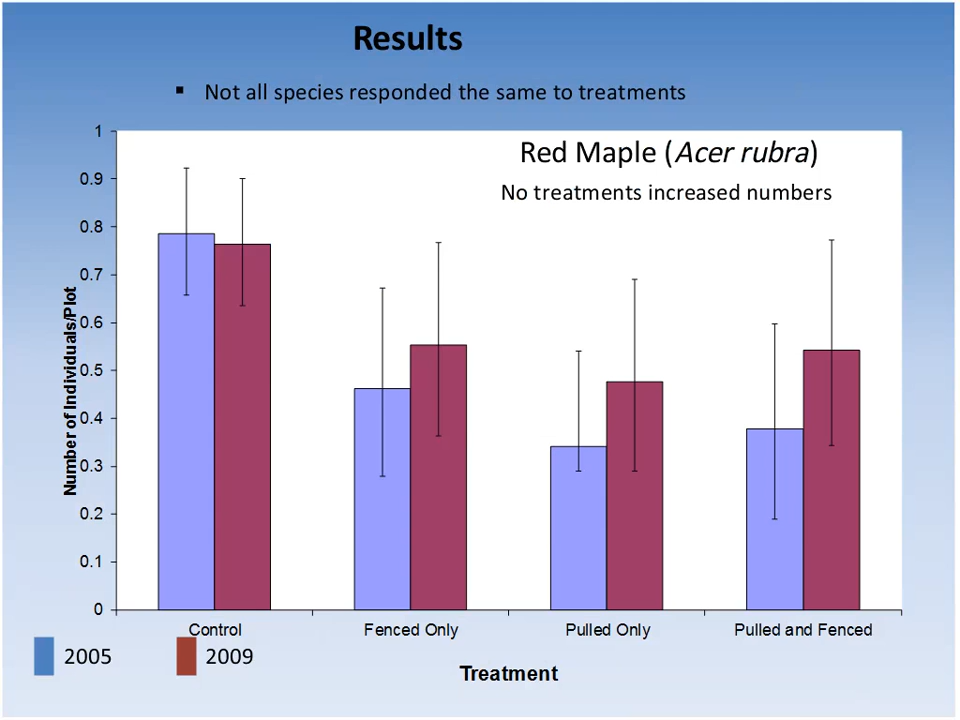 Results
▪ Not all species responded the same to treatments
Red Maple (Acer rubra)
No treatments increased numbers
Number of Individuals/Plot
1
0.9
0.8
0.7
0.6
0.5
0.4
0.3
0.2
0.1
0
Control Fenced Only Pulled Only Pulled and Fenced
2005 2009
Treatment